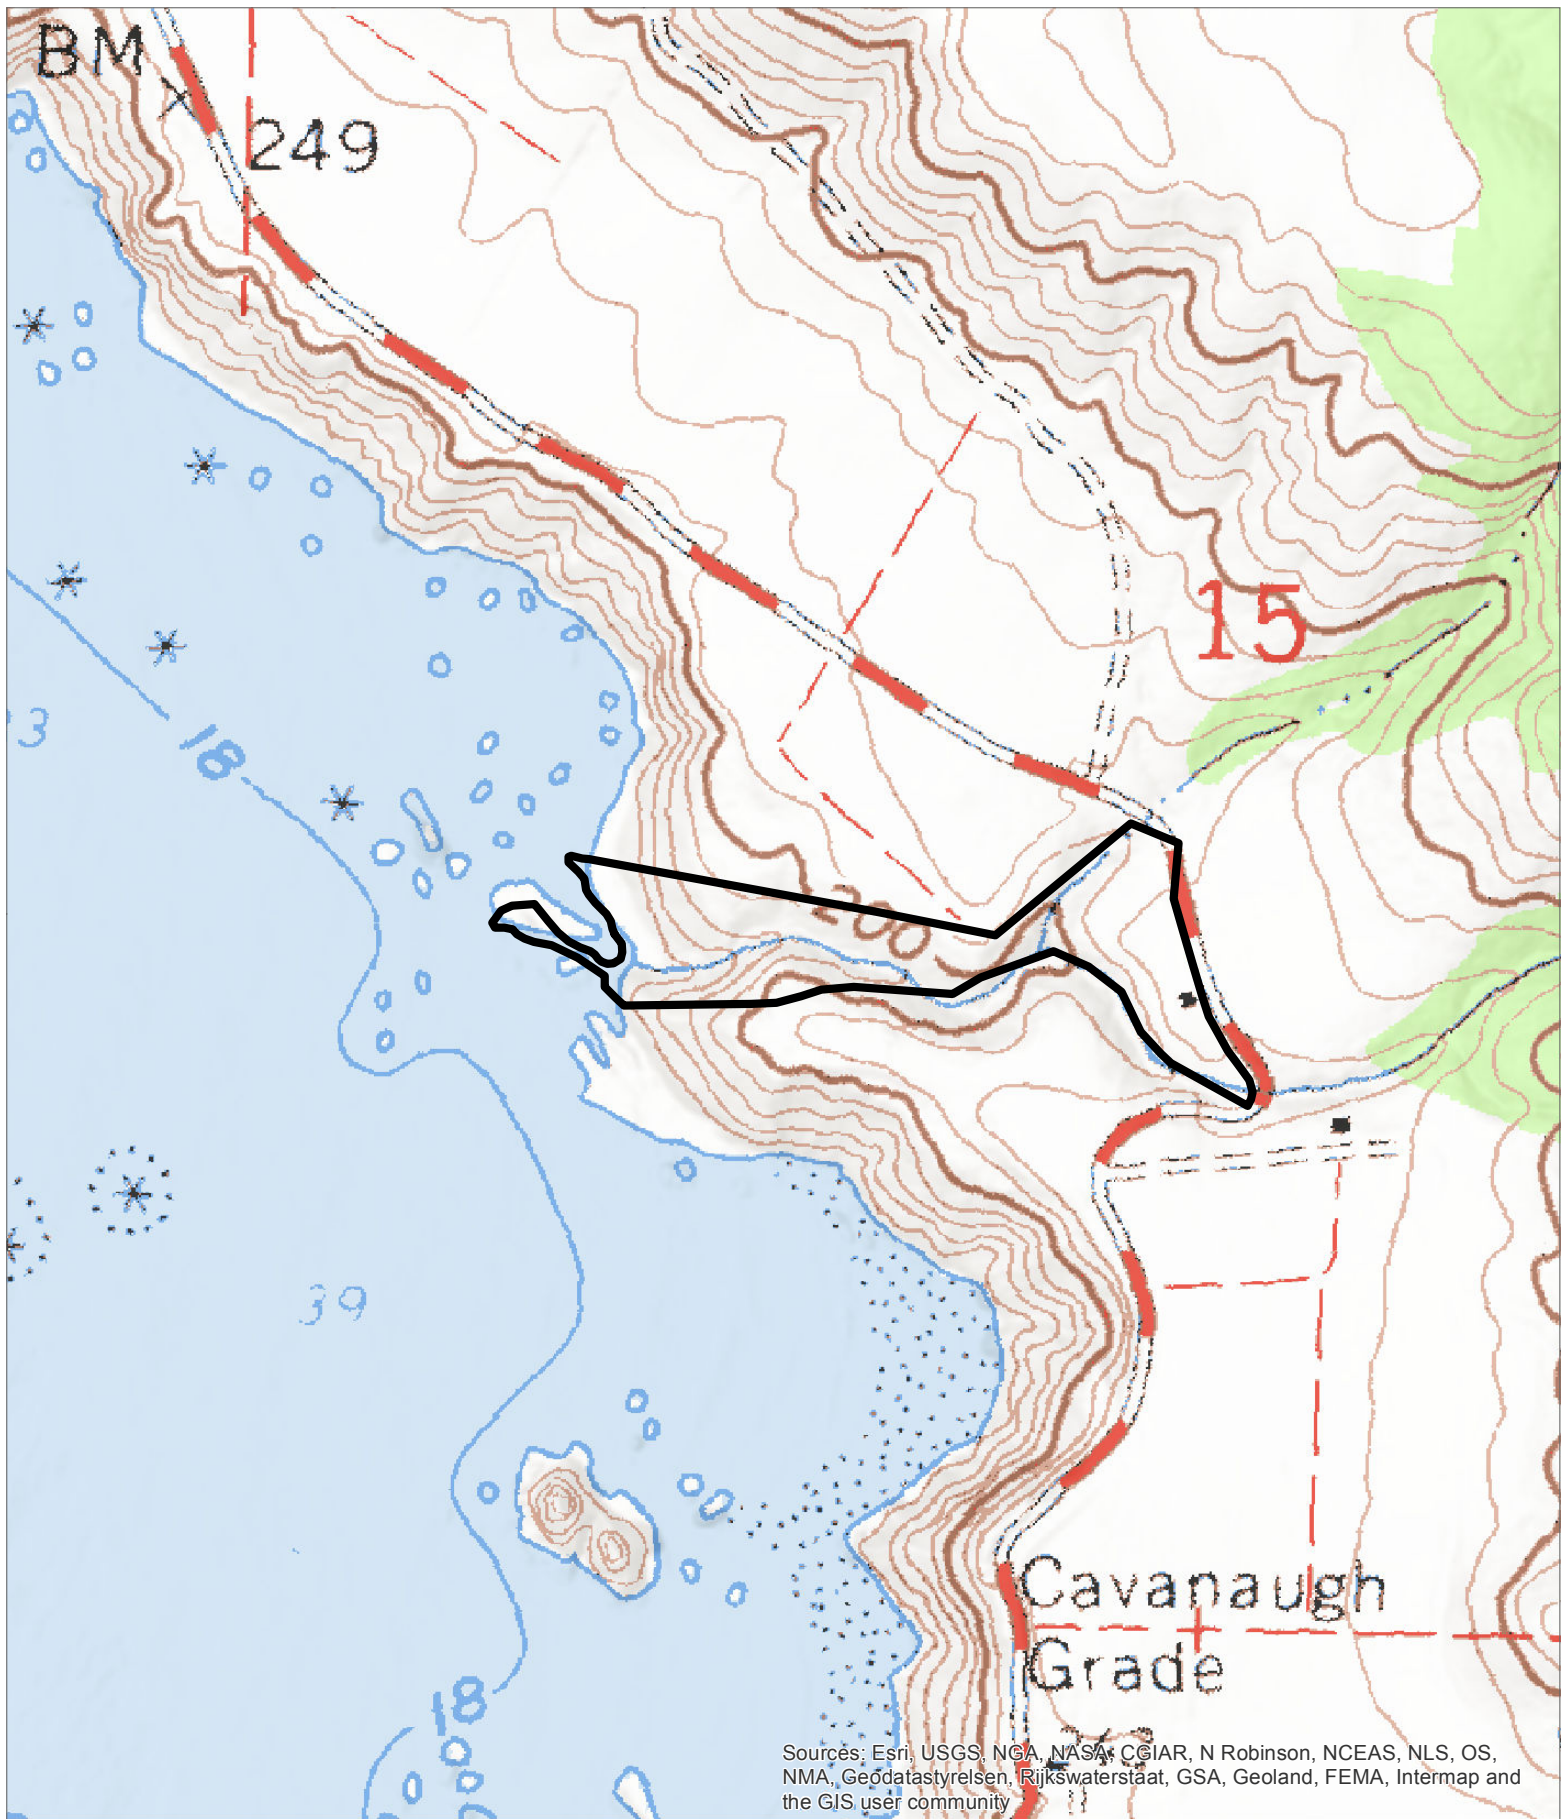 BM
249
15
3
18
200
39
Cavanaugh
Grade
18
Sources: Esri, USGS, NGA, NASA, CGIAR, N Robinson, NCEAS, NLS, OS,
NMA, Geodatastyrelsen, Rijkswaterstaat, GSA, Geoland, FEMA, Intermap and
the GIS user community